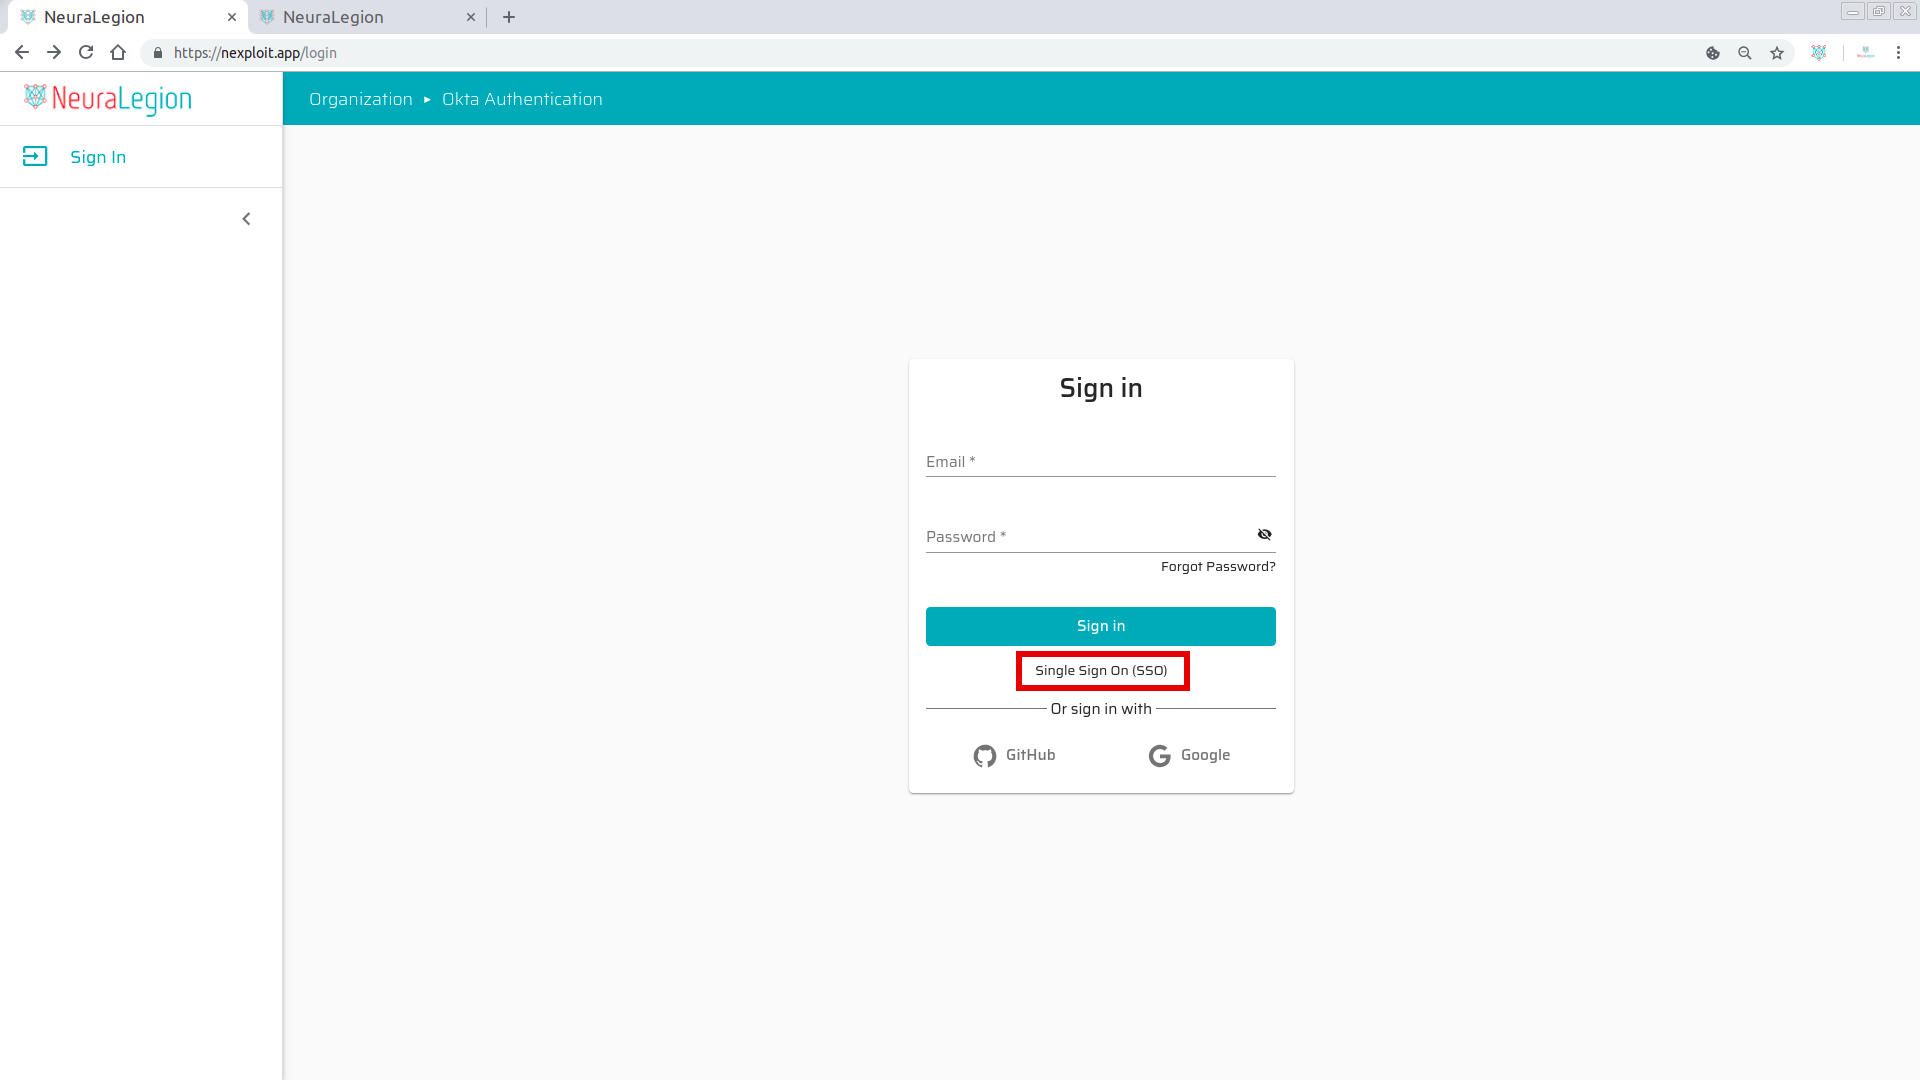 NeuraLegion
NeuraLegion
https://nexploit.app/login
NeuraLegion
Organization ▸ Okta Authentication
Sign In
Sign in
Email *
Password *
Forgot Password?
Sign in
Single Sign On (SSO)
Or sign in with
GitHub
Google